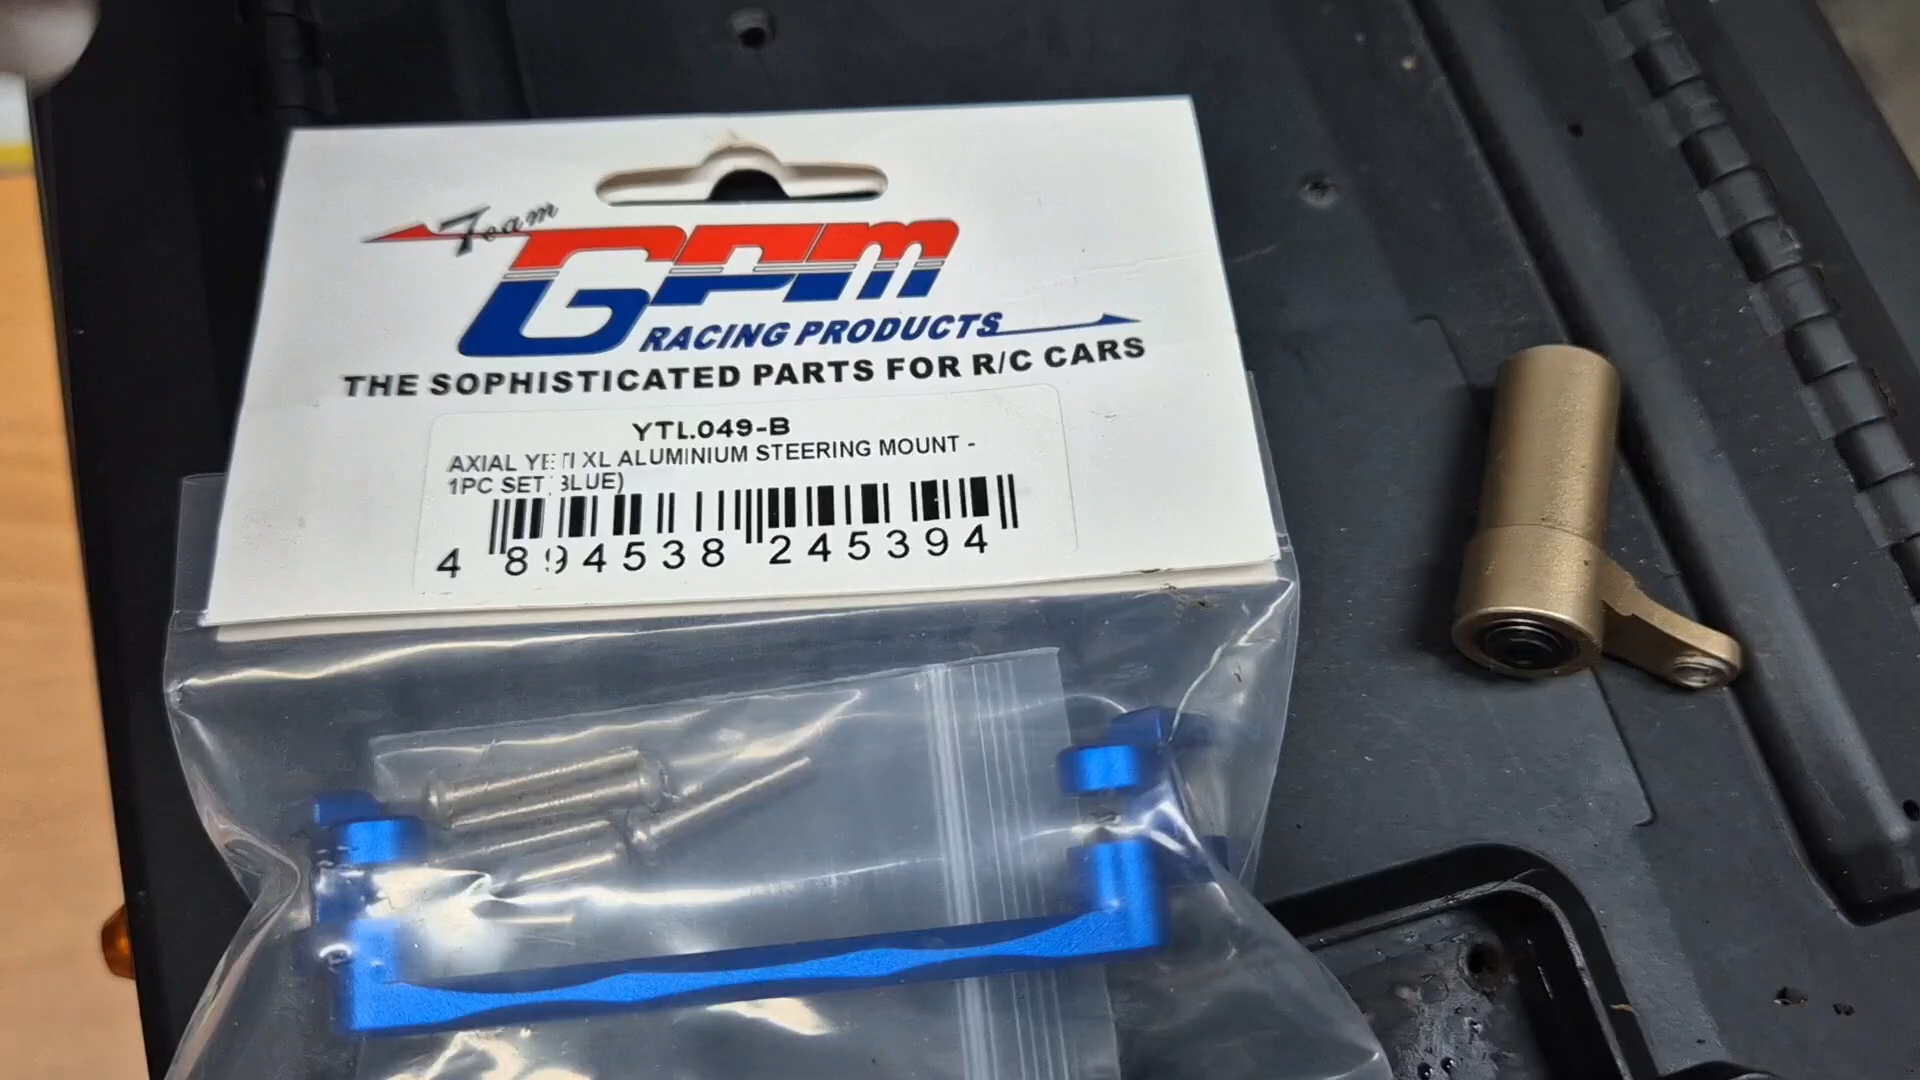 Team
GPM
RACING PRODUCTS
THE SOPHISTICATED PARTS FOR R/C CARS
YTL.049-B
AXIAL YETI XL ALUMINIUM STEERING MOUNT -
1PC SET(BLUE)
4 894538 245394